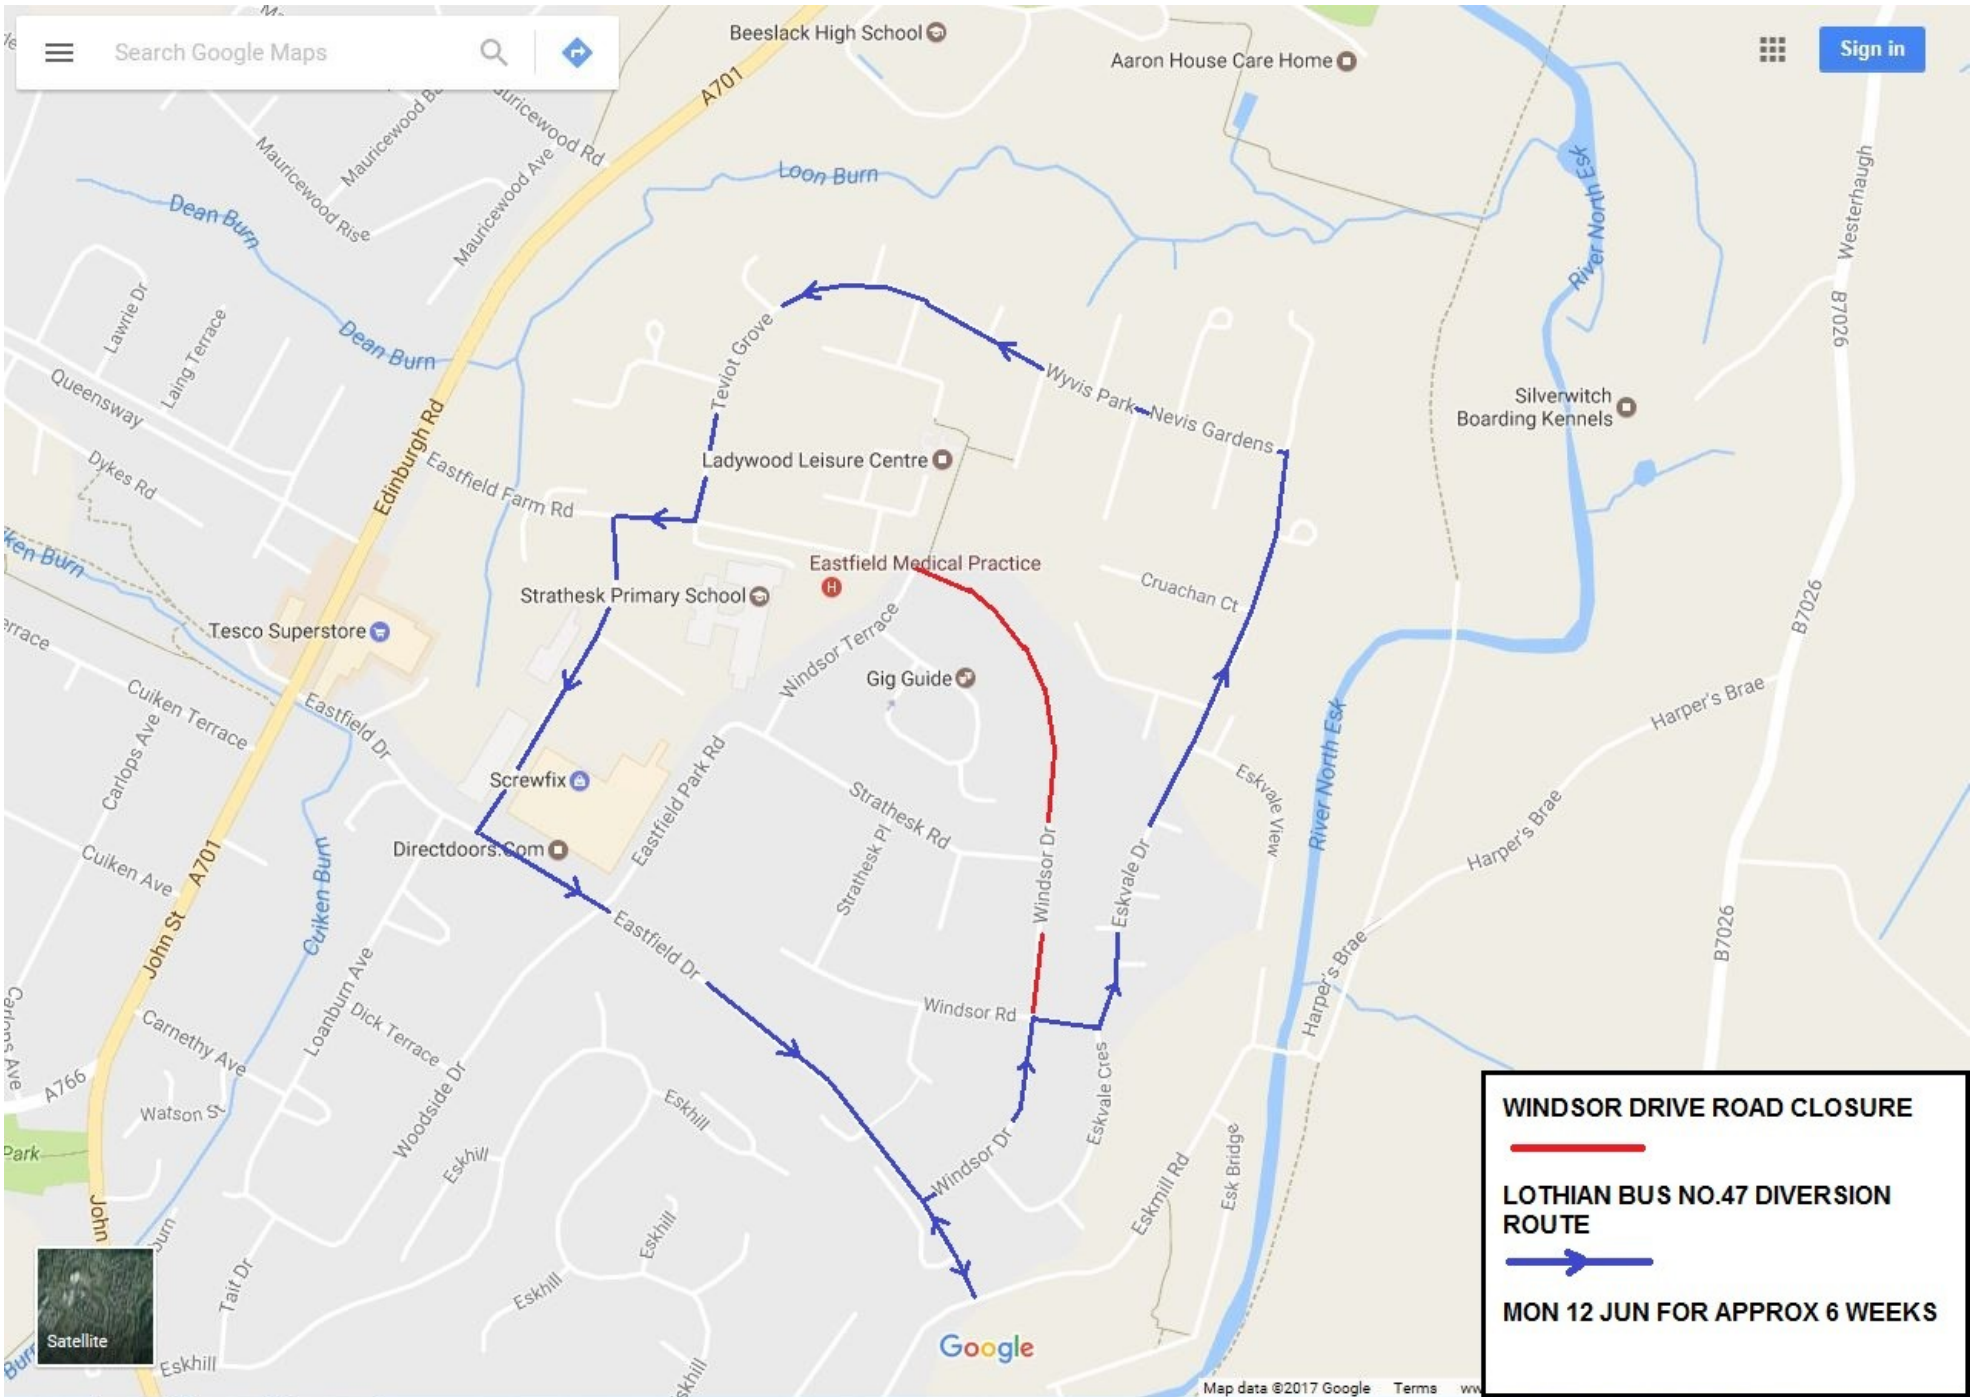 Search Google Maps
Sign in
Beeslack High School
Aaron House Care Home
A701
Mauricewood Rd
Mauricewood Ave
Mauricewood Rise
Loon Burn
Dean Burn
Westerhaugh
River North Esk
B7026
Lawrie Dr
Laing Terrace
Dean Burn
Queensway
Teviot Grove
Wyvis Park
Nevis Gardens
Silverwitch
Boarding Kennels
Edinburgh Rd
Dykes Rd
Eastfield Farm Rd
Ladywood Leisure Centre
Eastfield Medical Practice
H
Strathesk Primary School
Cruachan Ct
B7026
Tesco Superstore
Windsor Terrace
Gig Guide
Cuiken Terrace
Carlops Ave
Eastfield Dr
Harper's Brae
River North Esk
Screwfix
Eastfield Park Rd
Strathesk Rd
Eskvale View
Directdoors.Com
Strathesk Pl
Windsor Dr
Eskvale Dr
Harper's Brae
Cuiken Ave
A701
Cuiken Burn
John St
Eastfield Dr
B7026
Harper's Brae
Loanburn Ave
Dick Terrace
Windsor Rd
Carnethy Ave
A766
Watson St
Woodside Dr
Eskhill
Eskvale Cres
Windsor Dr
Eskhill
Eskmill Rd
Esk Bridge
Park
John
Tait Dr
Eskhill
Eskhill
Eskhill
Carlops Ave
Satellite
Google
WINDSOR DRIVE ROAD CLOSURE
LOTHIAN BUS NO.47 DIVERSION
ROUTE
MON 12 JUN FOR APPROX 6 WEEKS
Map data ©2017 Google
Terms